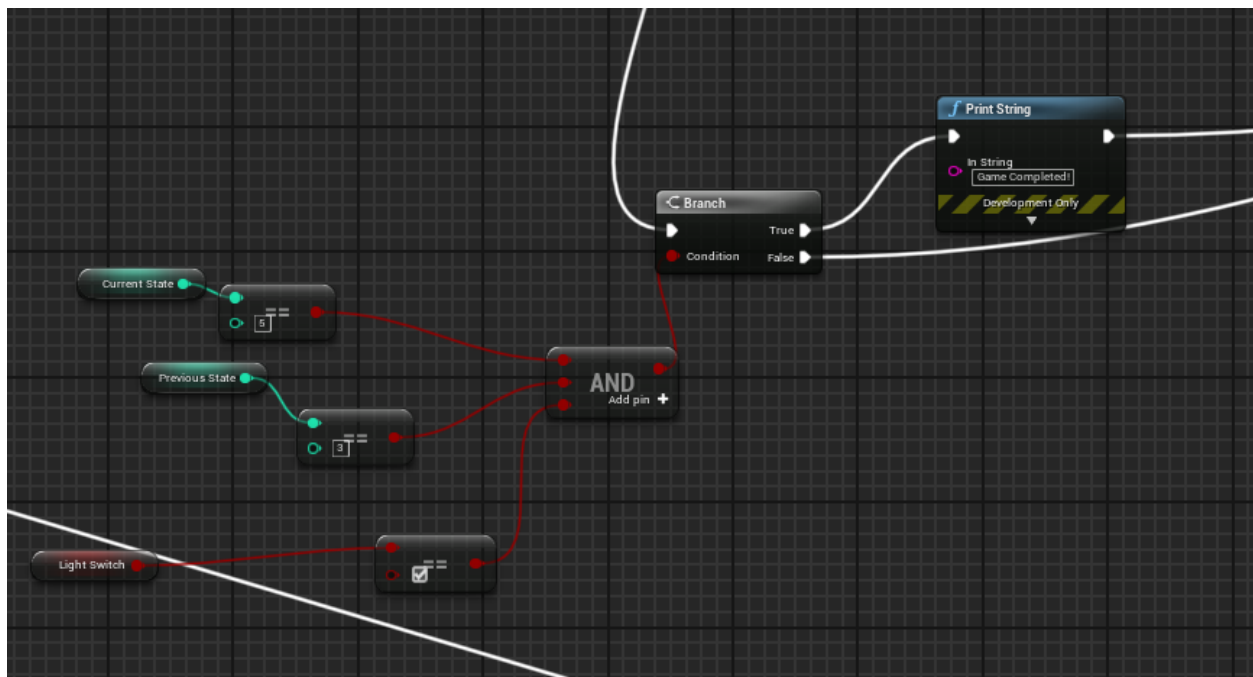 Print String
In String
Game Completed!
Development Only
Branch
True
Condition
False
Current State
==
5
AND
Add pin +
Previous State
==
3
Light Switch
==